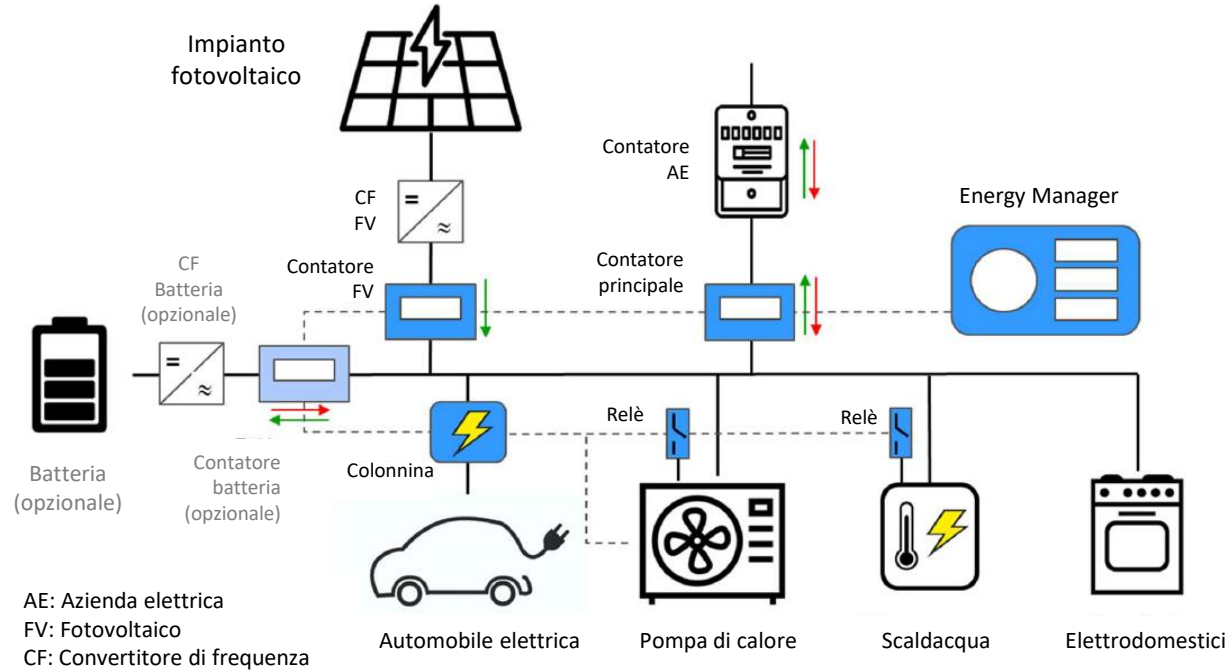 Impianto
fotovoltaico
Contatore
AE
CF
FV
Energy Manager
Contatore
FV
Contatore
principale
CF
Batteria
(opzionale)
Relè
Relè
Colonnina
Batteria
(opzionale)
Contatore
batteria
(opzionale)
AE: Azienda elettrica
FV: Fotovoltaico
CF: Convertitore di frequenza
Automobile elettrica
Pompa di calore
Scaldacqua
Elettrodomestici